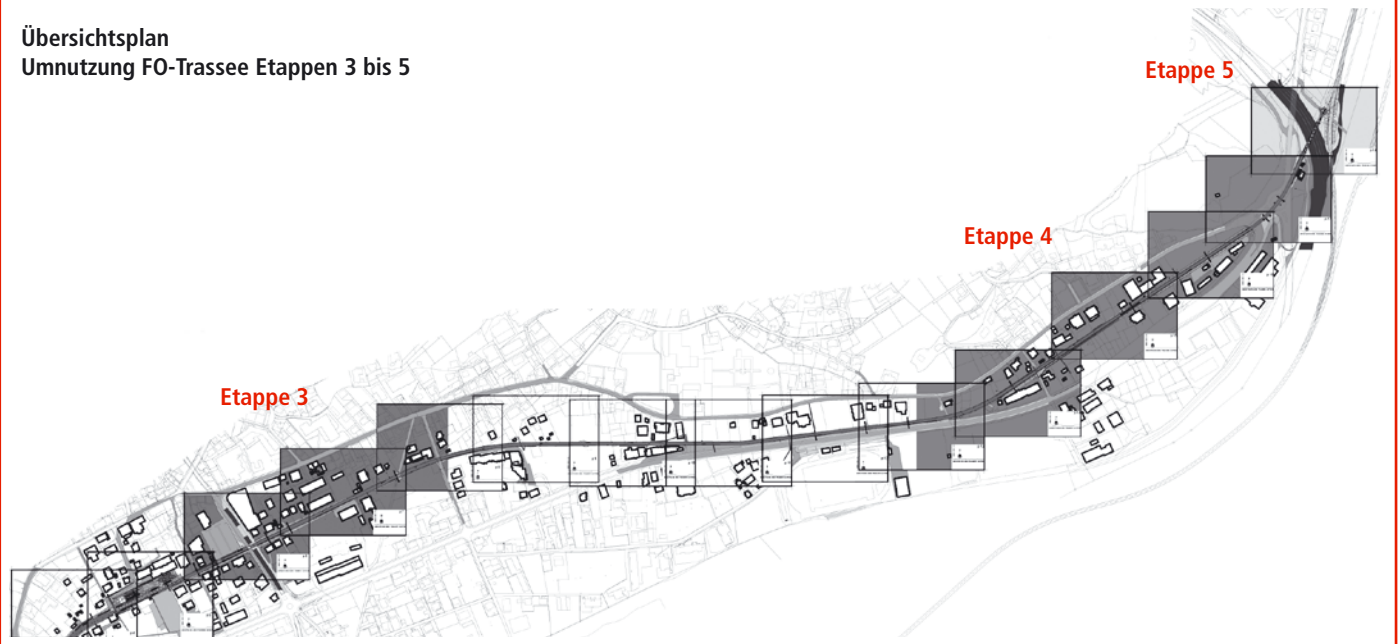 Übersichtsplan
Umnutzung FO-Trassee Etappen 3 bis 5
Etappe 5
Etappe 4
Etappe 3